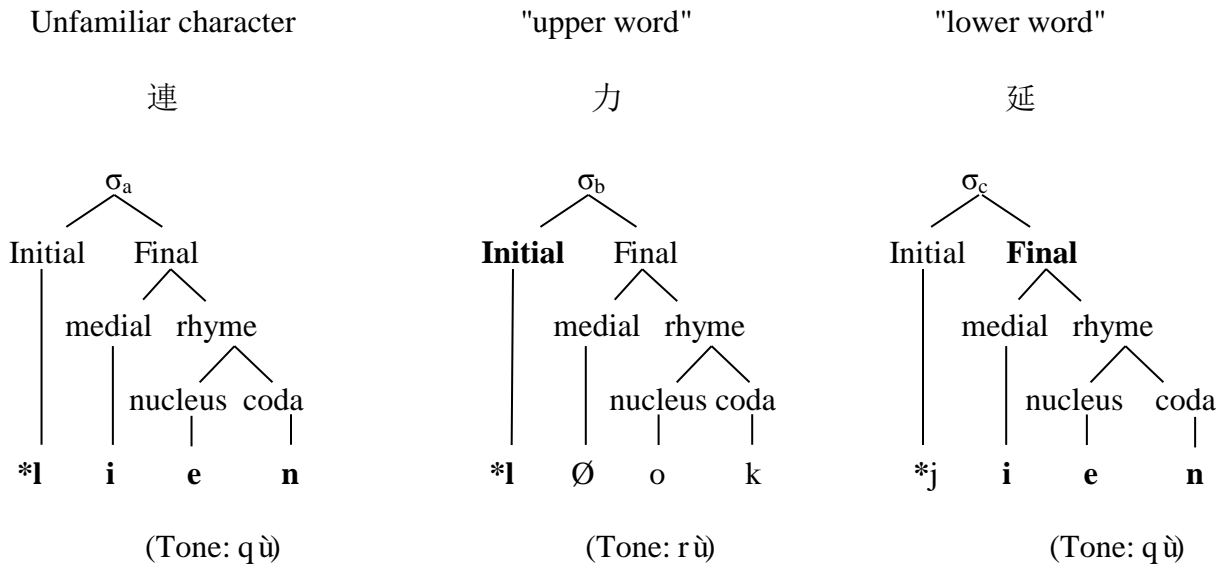 Unfamiliar character "upper word" "lower word"
連 力 延
σa σb σc
Initial Final Initial Final Initial Final
medial rhyme medial rhyme medial rhyme
nucleus coda nucleus coda nucleus coda
*l i e n *l Ø o k *j i e n
(Tone: qù) (Tone: rù) (Tone: qù)